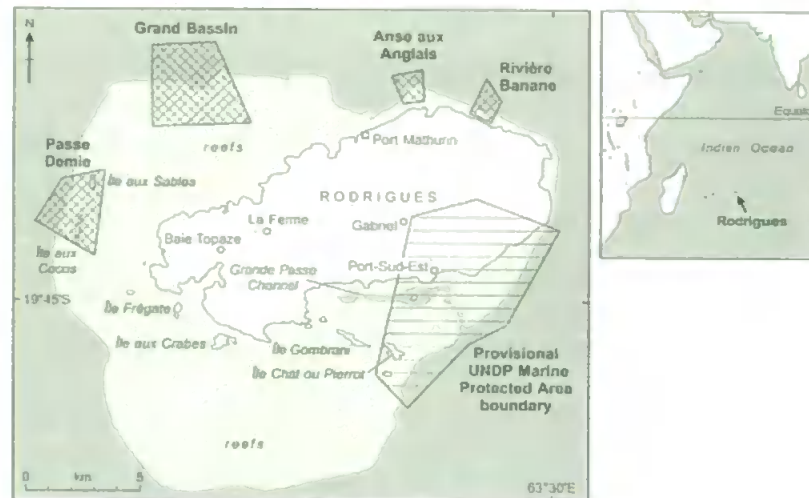 N
Grand Bassin
Anse aux
Anglais
Rivière
Banane
Passe
Demie
reefs
Port Mathurin
Île aux Sables
RODRIGUES
La Ferme
Gabriel
Baie Topaze
Île aux
Cocos
Grande Passe
Channel
Port-Sud-Est
19°45'S
Île Frégate
Île aux Crabes
Île Gombrani
Île Chat ou Pierrot
Provisional
UNDP Marine
Protected Area
boundary
reefs
0 km 5
63°30'E
Equator
Indian Ocean
Rodrigues